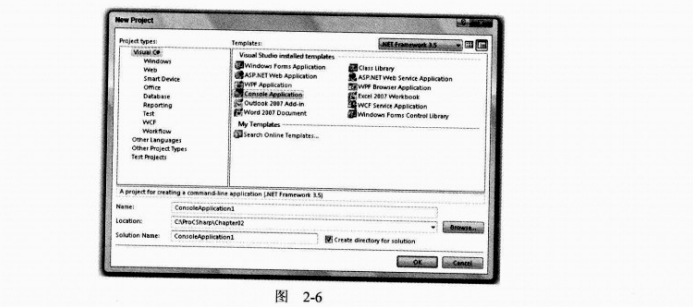 New Project
Project types:
Templates:
.NET Framework 3.5
Visual C#
Windows
Web
Smart Device
Office
Database
Reporting
Test
WCF
Workflow
Other Languages
Other Project Types
Test Projects
Visual Studio installed templates
Windows Forms Application
ASP.NET Web Application
WPF Application
Console Application
Outlook 2007 Add-in
Word 2007 Document
Class Library
ASP.NET Web Service Application
WPF Browser Application
Excel 2007 Workbook
WCF Service Application
Windows Forms Control Library
My Templates
Search Online Templates...
A project for creating a command-line application (.NET Framework 3.5)
Name: ConsoleApplication1
Location: C:\ProCSharp\Chapter02
Browse...
Solution Name: ConsoleApplication1
Create directory for solution
OK Cancel
图 2-6